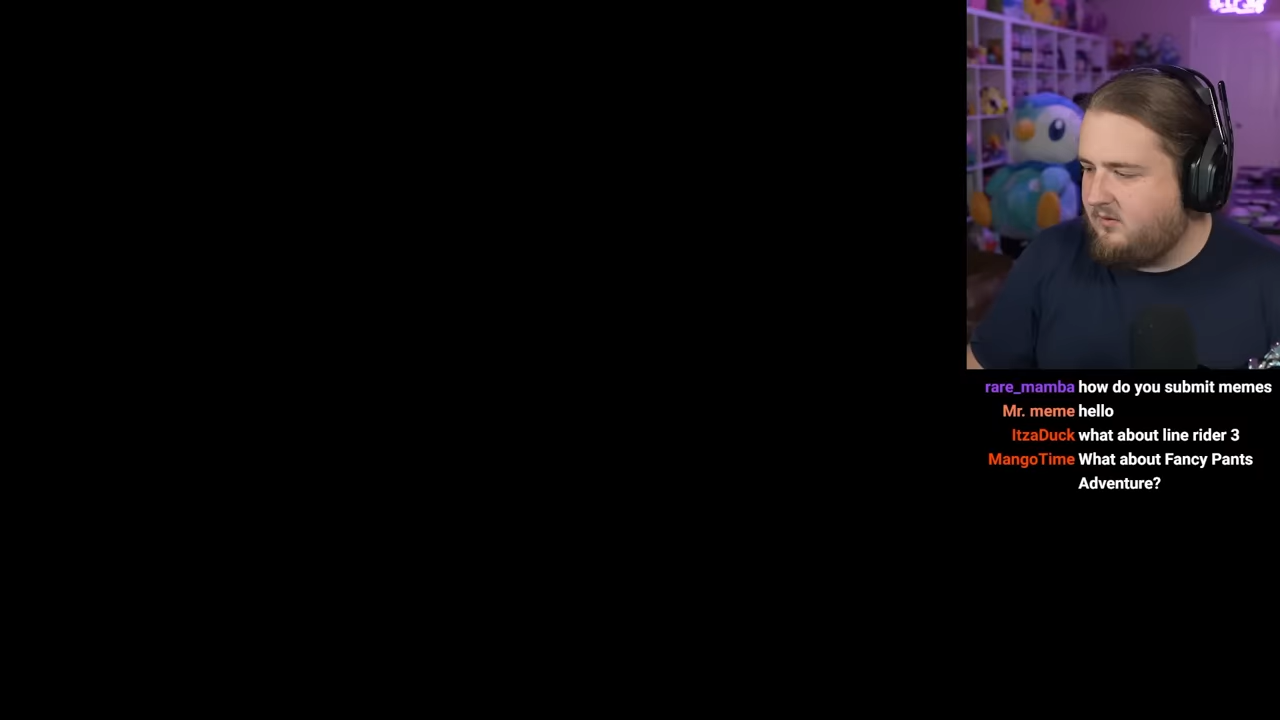 rare_mamba how do you submit memes
Mr. meme hello
ItzaDuck what about line rider 3
MangoTime What about Fancy Pants
Adventure?